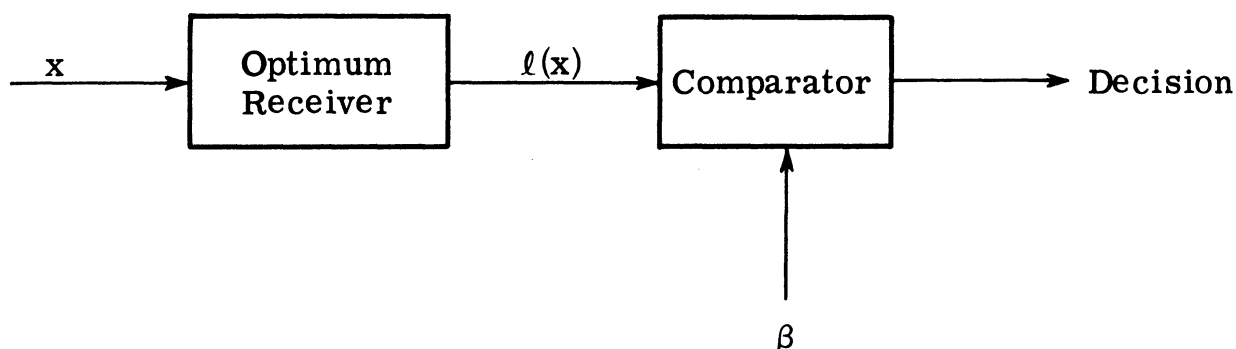 x
Optimum
Receiver
ℓ(x)
Comparator
Decision
β